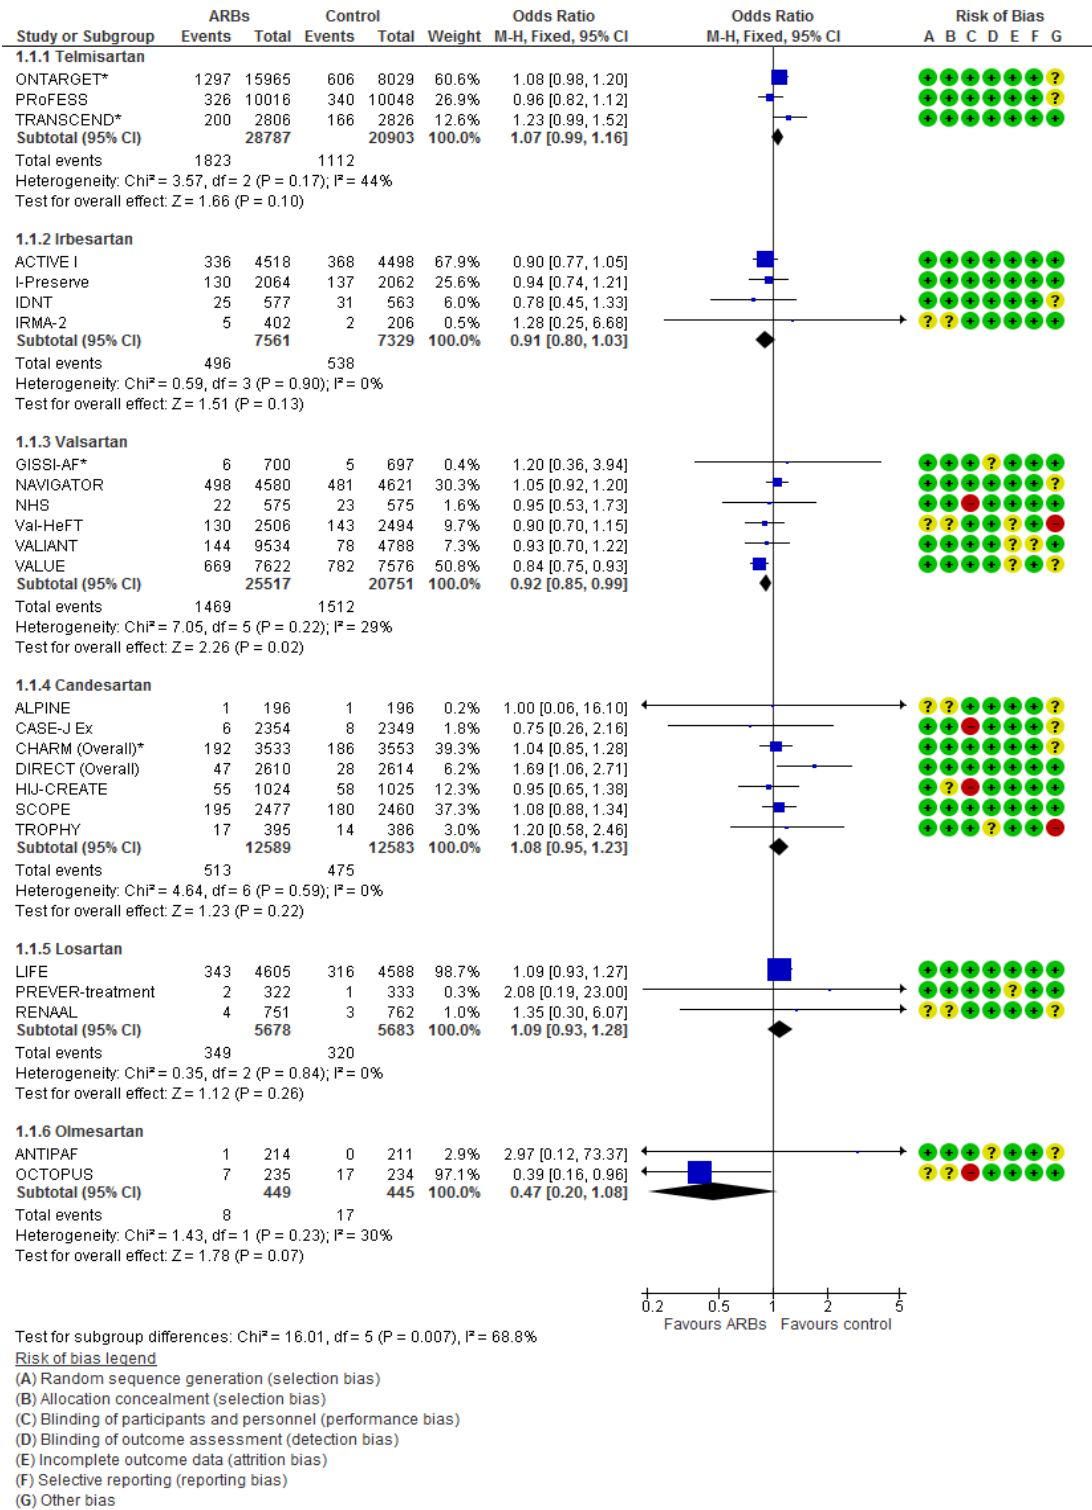 ARBs Control Odds Ratio Odds Ratio Risk of Bias
Study or Subgroup Events Total Events Total Weight M-H, Fixed, 95% CI M-H, Fixed, 95% CI A B C D E F G
1.1.1 Telmisartan
ONTARGET* 1297 15965 606 8029 60.6% 1.08 [0.98, 1.20] + + + + + + ?
PRoFESS 326 10016 340 10048 26.9% 0.96 [0.82, 1.12] + + + + + + ?
TRANSCEND* 200 2806 166 2826 12.6% 1.23 [0.99, 1.52] + + + + + + +
Subtotal (95% CI) 28787 20903 100.0% 1.07 [0.99, 1.16]
Total events 1823 1112
Heterogeneity: Chi² = 3.57, df = 2 (P = 0.17); I² = 44%
Test for overall effect: Z = 1.66 (P = 0.10)
1.1.2 Irbesartan
ACTIVE I 336 4518 368 4498 67.9% 0.90 [0.77, 1.05] + + + + + + +
I-Preserve 130 2064 137 2062 25.6% 0.94 [0.74, 1.21] + + + + + + +
IDNT 25 577 31 563 6.0% 0.78 [0.45, 1.33] + + + + + + ?
IRMA-2 5 402 2 206 0.5% 1.28 [0.25, 6.68] ? ? + + + + +
Subtotal (95% CI) 7561 7329 100.0% 0.91 [0.80, 1.03]
Total events 496 538
Heterogeneity: Chi² = 0.59, df = 3 (P = 0.90); I² = 0%
Test for overall effect: Z = 1.51 (P = 0.13)
1.1.3 Valsartan
GISSI-AF* 6 700 5 697 0.4% 1.20 [0.36, 3.94] + + + ? + + +
NAVIGATOR 498 4580 481 4621 30.3% 1.05 [0.92, 1.20] + + + + + + ?
NHS 22 575 23 575 1.6% 0.95 [0.53, 1.73] + + - + + + +
Val-HeFT 130 2506 143 2494 9.7% 0.90 [0.70, 1.15] ? ? + + ? + -
VALIANT 144 9534 78 4788 7.3% 0.93 [0.70, 1.22] + + + + ? ? +
VALUE 669 7622 782 7576 50.8% 0.84 [0.75, 0.93] + + + + ? + ?
Subtotal (95% CI) 25517 20751 100.0% 0.92 [0.85, 0.99]
Total events 1469 1512
Heterogeneity: Chi² = 7.05, df = 5 (P = 0.22); I² = 29%
Test for overall effect: Z = 2.26 (P = 0.02)
1.1.4 Candesartan
ALPINE 1 196 1 196 0.2% 1.00 [0.06, 16.10] ? ? + + + + ?
CASE-J Ex 6 2354 8 2349 1.8% 0.75 [0.26, 2.16] + + - + + + ?
CHARM (Overall)* 192 3533 186 3553 39.3% 1.04 [0.85, 1.28] + + + + + + ?
DIRECT (Overall) 47 2610 28 2614 6.2% 1.69 [1.06, 2.71] + + + + + + +
HIJ-CREATE 55 1024 58 1025 12.3% 0.95 [0.65, 1.38] + ? - + + + +
SCOPE 195 2477 180 2460 37.3% 1.08 [0.88, 1.34] + + + + + + +
TROPHY 17 395 14 386 3.0% 1.20 [0.58, 2.46] + + + ? + + -
Subtotal (95% CI) 12589 12583 100.0% 1.08 [0.95, 1.23]
Total events 513 475
Heterogeneity: Chi² = 4.64, df = 6 (P = 0.59); I² = 0%
Test for overall effect: Z = 1.23 (P = 0.22)
1.1.5 Losartan
LIFE 343 4605 316 4588 98.7% 1.09 [0.93, 1.27] + + + + + + +
PREVER-treatment 2 322 1 333 0.3% 2.08 [0.19, 23.00] + + + + ? + +
RENAAL 4 751 3 762 1.0% 1.35 [0.30, 6.07] ? ? + + + + ?
Subtotal (95% CI) 5678 5683 100.0% 1.09 [0.93, 1.28]
Total events 349 320
Heterogeneity: Chi² = 0.35, df = 2 (P = 0.84); I² = 0%
Test for overall effect: Z = 1.12 (P = 0.26)
1.1.6 Olmesartan
ANTIPAF 1 214 0 211 2.9% 2.97 [0.12, 73.37] + + + ? + + ?
OCTOPUS 7 235 17 234 97.1% 0.39 [0.16, 0.96] ? ? - + + + +
Subtotal (95% CI) 449 445 100.0% 0.47 [0.20, 1.08]
Total events 8 17
Heterogeneity: Chi² = 1.43, df = 1 (P = 0.23); I² = 30%
Test for overall effect: Z = 1.78 (P = 0.07)
0.2 0.5 1 2 5
Favours ARBs Favours control
Test for subgroup differences: Chi² = 16.01, df = 5 (P = 0.007), I² = 68.8%
Risk of bias legend
(A) Random sequence generation (selection bias)
(B) Allocation concealment (selection bias)
(C) Blinding of participants and personnel (performance bias)
(D) Blinding of outcome assessment (detection bias)
(E) Incomplete outcome data (attrition bias)
(F) Selective reporting (reporting bias)
(G) Other bias